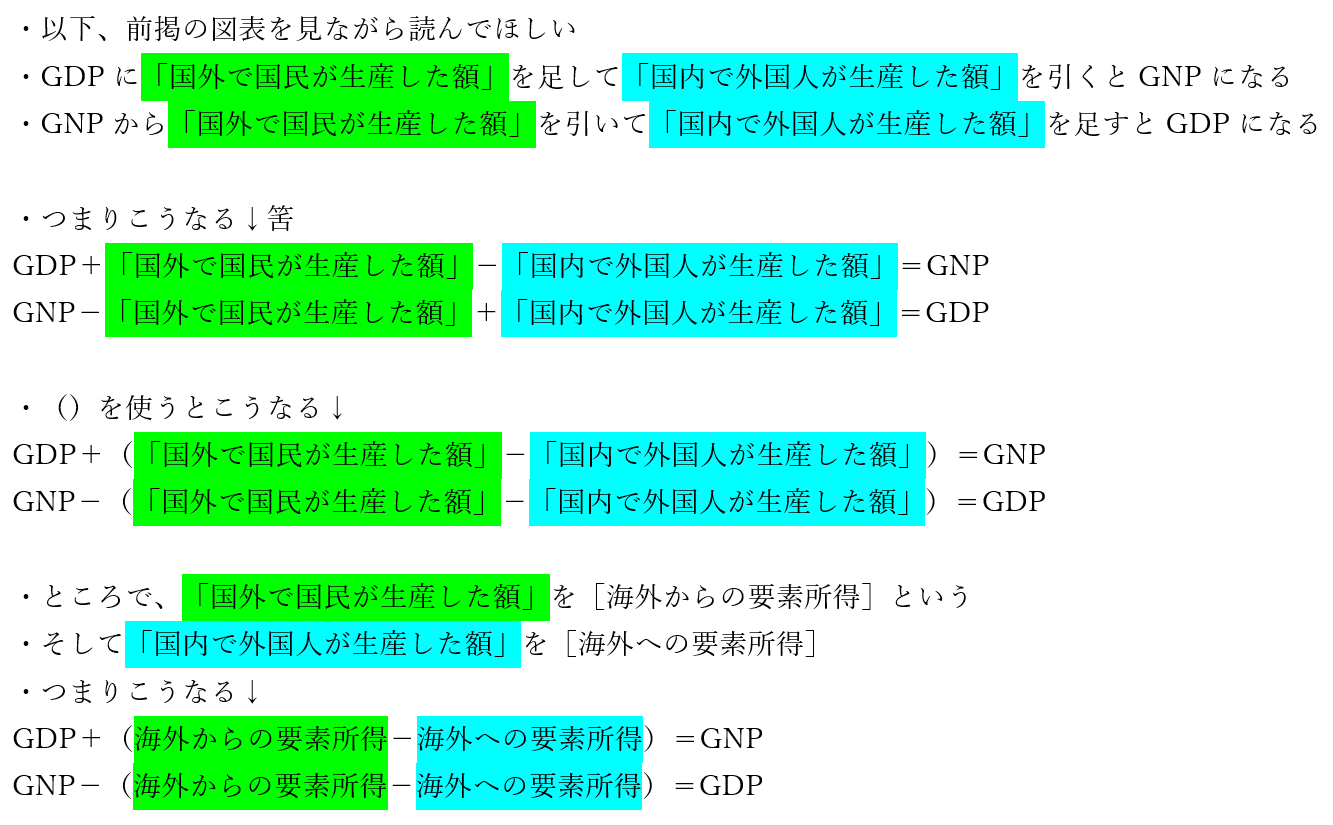 ・以下、前掲の図表を見ながら読んでほしい
・GDP に「国外で国民が生産した額」を足して「国内で外国人が生産した額」を引くと GNP になる
・GNP から「国外で国民が生産した額」を引いて「国内で外国人が生産した額」を足すと GDP になる
・つまりこうなる↓筈
GDP＋「国外で国民が生産した額」－「国内で外国人が生産した額」＝GNP
GNP－「国外で国民が生産した額」＋「国内で外国人が生産した額」＝GDP
・（）を使うとこうなる↓
GDP＋（「国外で国民が生産した額」－「国内で外国人が生産した額」）＝GNP
GNP－（「国外で国民が生産した額」－「国内で外国人が生産した額」）＝GDP
・ところで、「国外で国民が生産した額」を［海外からの要素所得］という
・そして「国内で外国人が生産した額」を［海外への要素所得］
・つまりこうなる↓
GDP＋（海外からの要素所得－海外への要素所得）＝GNP
GNP－（海外からの要素所得－海外への要素所得）＝GDP